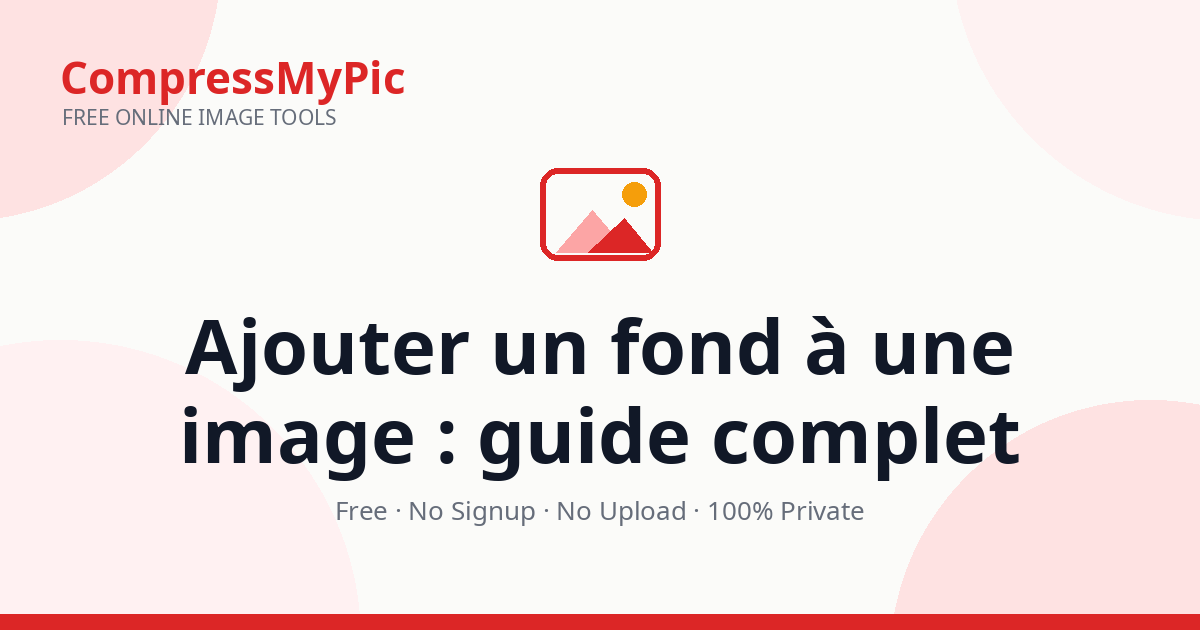 CompressMyPic
FREE ONLINE IMAGE TOOLS
Ajouter un fond à une
image : guide complet
Free · No Signup · No Upload · 100% Private